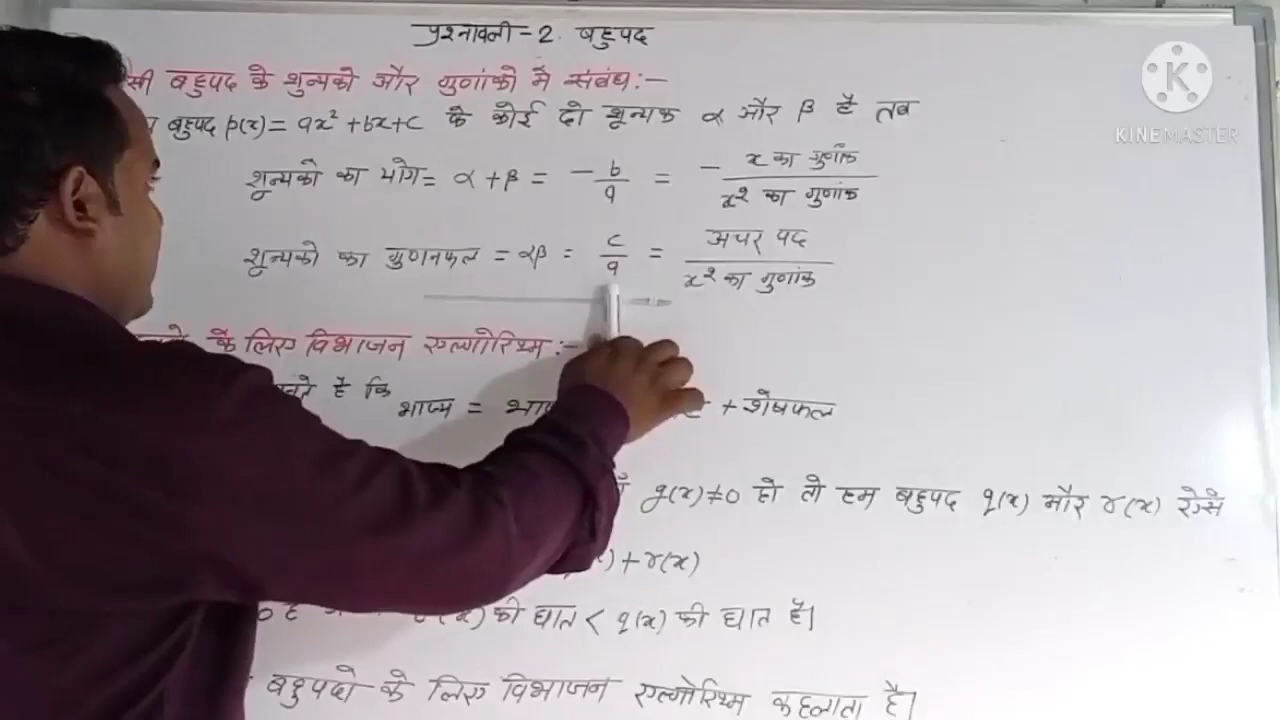 प्रश्नावली - 2. बहुपद
बहुपद के शून्यको और गुणांको मे संबंध :-
बहुपद p(x) = ax² + bx + c के कोई दो शून्यक α और β है तब
शून्यको का योग = α + β = - b/a = - x का गुणांक / x² का गुणांक
शून्यको का गुणनफल = αβ = c/a = अचर पद / x² का गुणांक
के लिए विभाजन एल्गोरिथ्म :-
है कि
भाज्य = + शेषफल
g(x) ≠ 0 हो तो हम बहुपद q(x) और r(x) ऐसे
) + r(x)
की घात < q(x) की घात है।
बहुपदो के लिए विभाजन एल्गोरिथ्म कहलाता है।
KINEMASTER